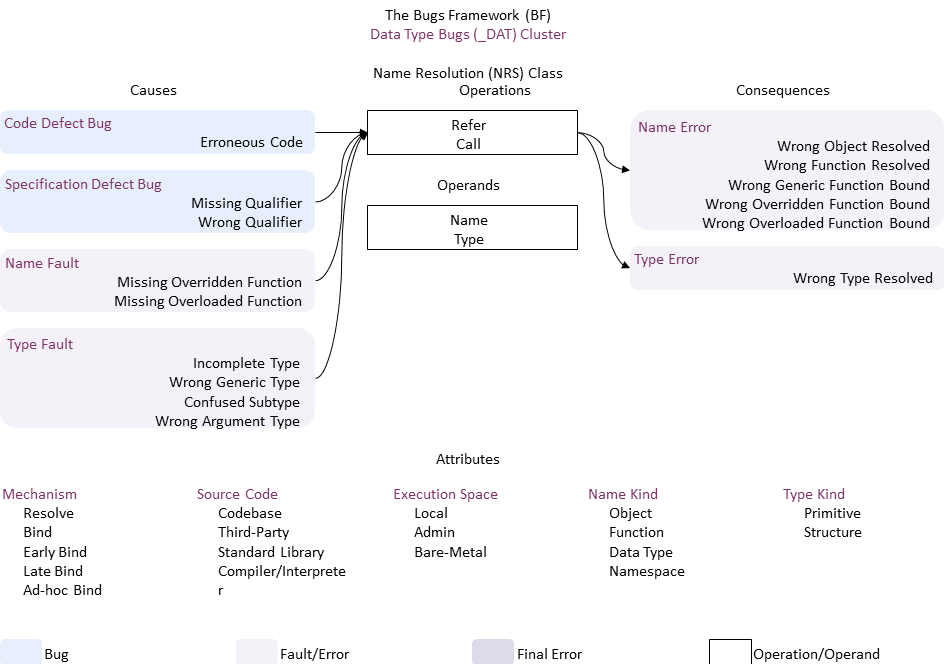 The Bugs Framework (BF)
Data Type Bugs (_DAT) Cluster
Name Resolution (NRS) Class
Causes
Operations
Consequences
Code Defect Bug
Erroneous Code
Specification Defect Bug
Missing Qualifier
Wrong Qualifier
Name Fault
Missing Overridden Function
Missing Overloaded Function
Type Fault
Incomplete Type
Wrong Generic Type
Confused Subtype
Wrong Argument Type
Refer
Call
Operands
Name
Type
Name Error
Wrong Object Resolved
Wrong Function Resolved
Wrong Generic Function Bound
Wrong Overridden Function Bound
Wrong Overloaded Function Bound
Type Error
Wrong Type Resolved
Attributes
Mechanism
Resolve
Bind
Early Bind
Late Bind
Ad-hoc Bind
Source Code
Codebase
Third-Party
Standard Library
Compiler/Interprete
r
Execution Space
Local
Admin
Bare-Metal
Name Kind
Object
Function
Data Type
Namespace
Type Kind
Primitive
Structure
Bug
Fault/Error
Final Error
Operation/Operand